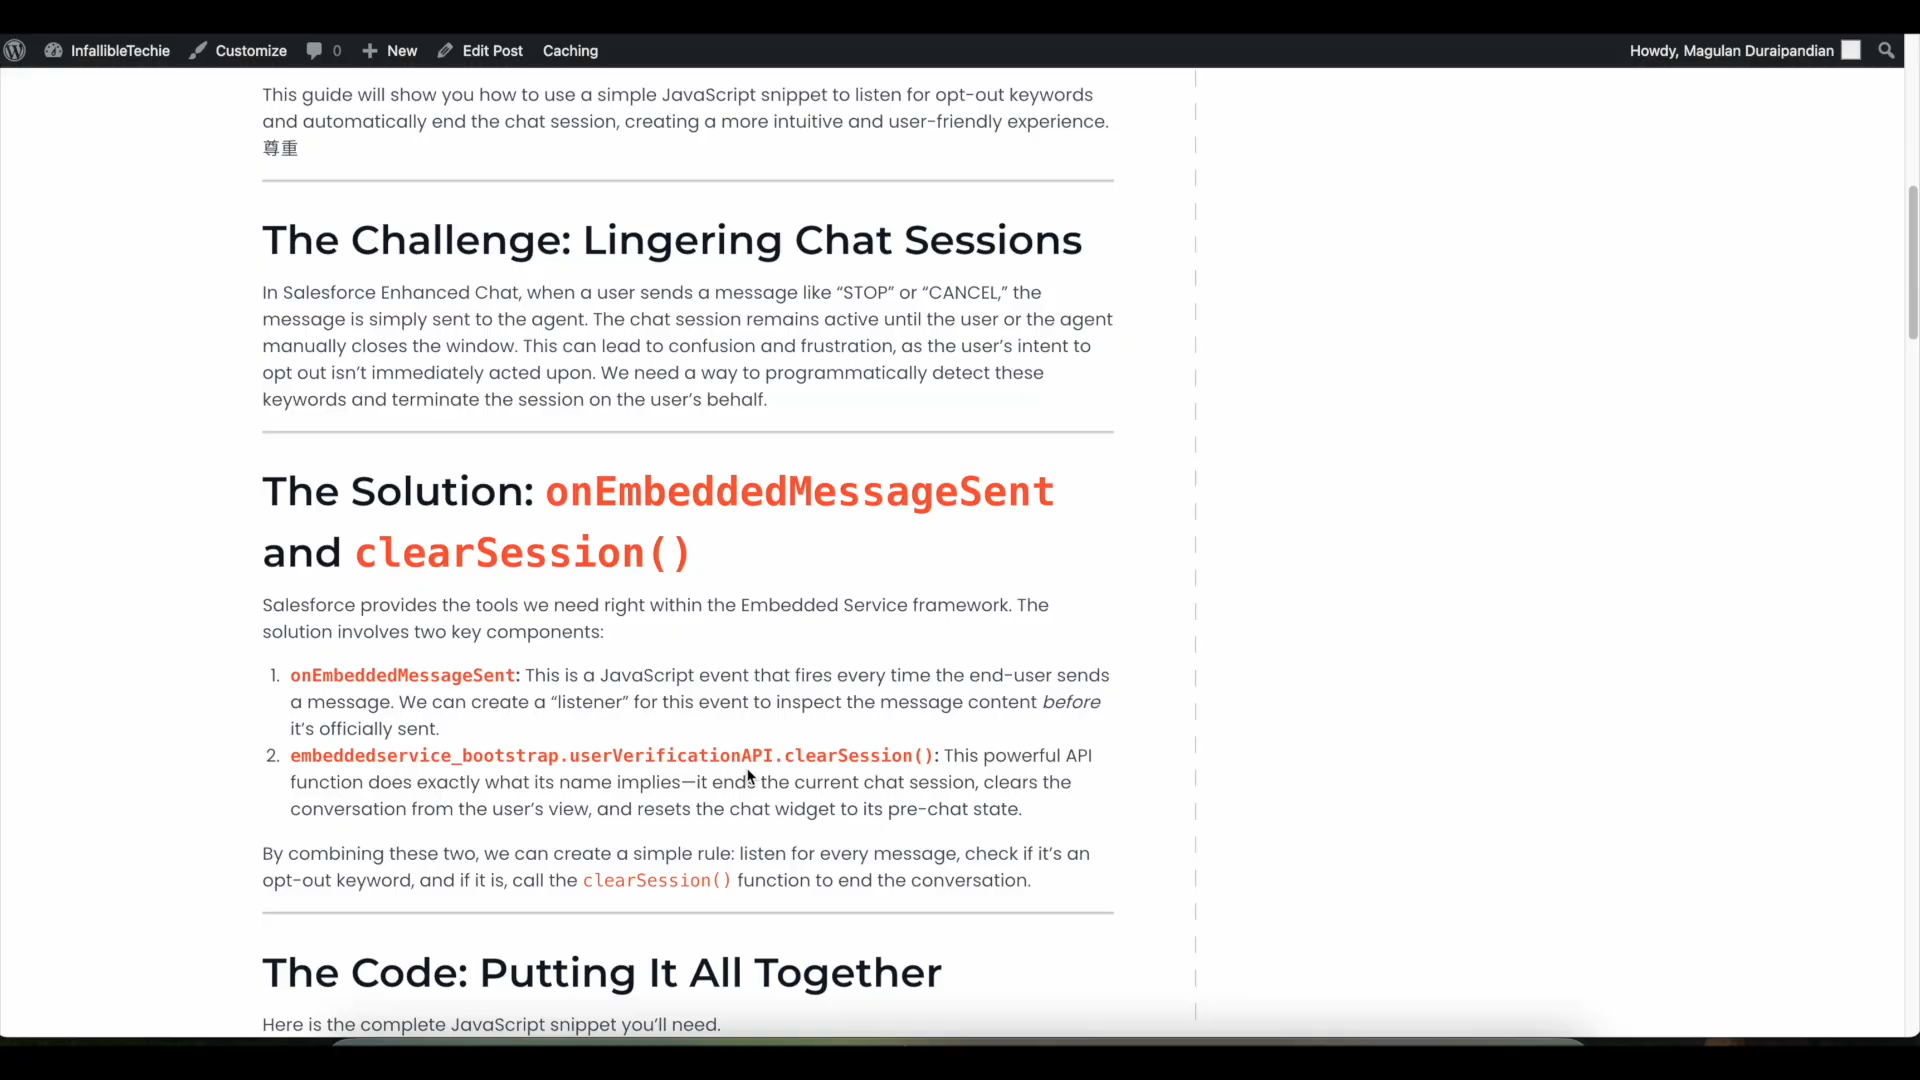 InfallibleTechie Customize 0 New Edit Post Caching Howdy, Magulan Duraipandian
This guide will show you how to use a simple JavaScript snippet to listen for opt-out keywords
and automatically end the chat session, creating a more intuitive and user-friendly experience.
尊重
The Challenge: Lingering Chat Sessions
In Salesforce Enhanced Chat, when a user sends a message like “STOP” or “CANCEL,” the
message is simply sent to the agent. The chat session remains active until the user or the agent
manually closes the window. This can lead to confusion and frustration, as the user’s intent to
opt out isn’t immediately acted upon. We need a way to programmatically detect these
keywords and terminate the session on the user’s behalf.
The Solution: onEmbeddedMessageSent
and clearSession()
Salesforce provides the tools we need right within the Embedded Service framework. The
solution involves two key components:
1. onEmbeddedMessageSent: This is a JavaScript event that fires every time the end-user sends
a message. We can create a “listener” for this event to inspect the message content before
it’s officially sent.
2. embeddedservice_bootstrap.userVerificationAPI.clearSession(): This powerful API
function does exactly what its name implies—it ends the current chat session, clears the
conversation from the user’s view, and resets the chat widget to its pre-chat state.
By combining these two, we can create a simple rule: listen for every message, check if it’s an
opt-out keyword, and if it is, call the clearSession() function to end the conversation.
The Code: Putting It All Together
Here is the complete JavaScript snippet you’ll need.